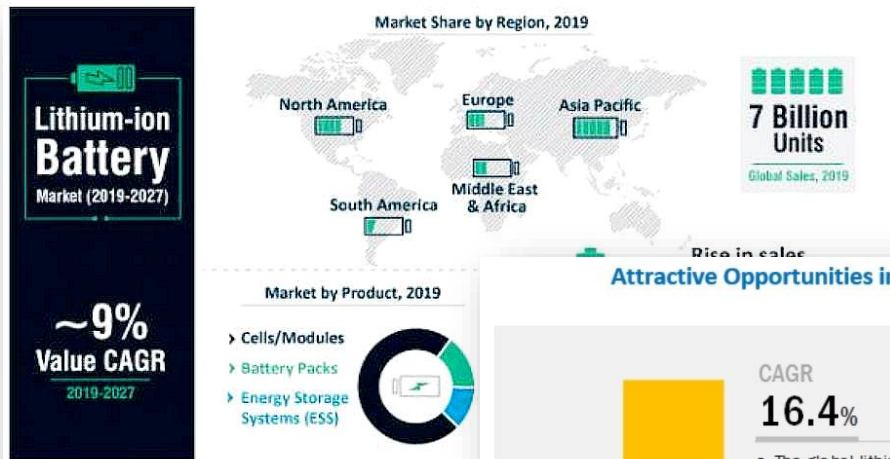 Lithium-ion
Battery
Market (2019-2027)
~9%
Value CAGR
2019-2027
Market Share by Region, 2019
North America
Europe
Asia Pacific
Middle East
& Africa
South America
7 Billion
Units
Global Sales, 2019
Rise in sales
Market by Product, 2019
Cells/Modules
Battery Packs
Energy Storage
Systems (ESS)
Attractive Opportunities in
CAGR
16.4%